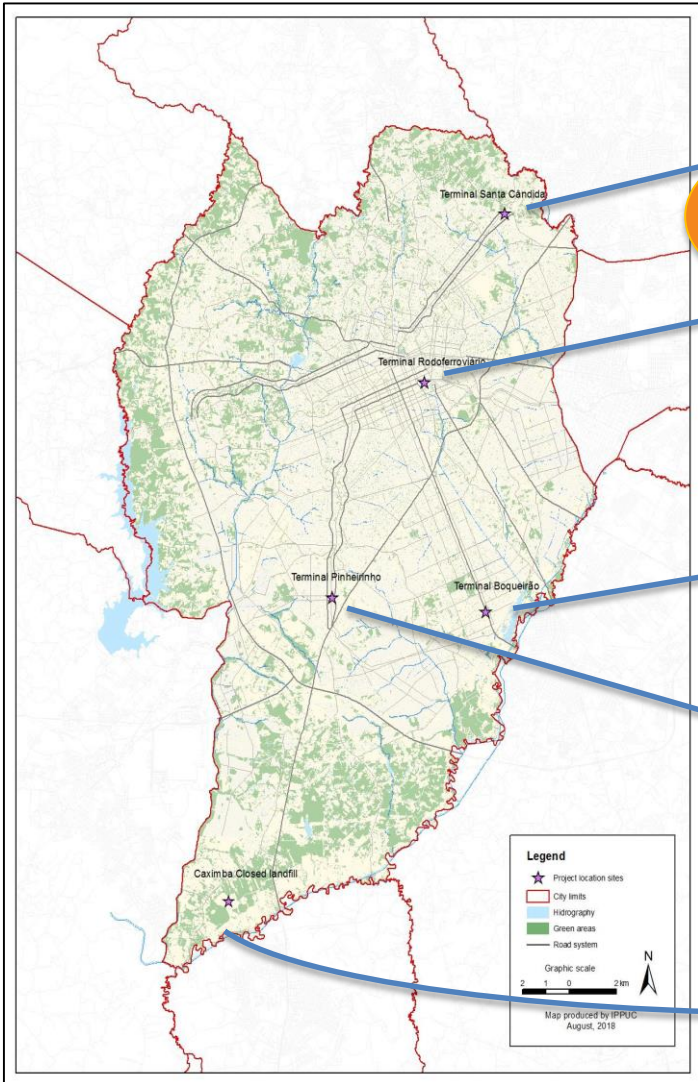 Terminal Santa Cândida
Terminal Rodoferroviário
Terminal Pinheirinho
Terminal Boqueirão
Caximba Closed landfill
Legend
Project location sites
City limits
Hidrography
Green areas
Road system
Graphic scale
2 1 0 2 km
N
Map produced by IPPUC
August, 2018